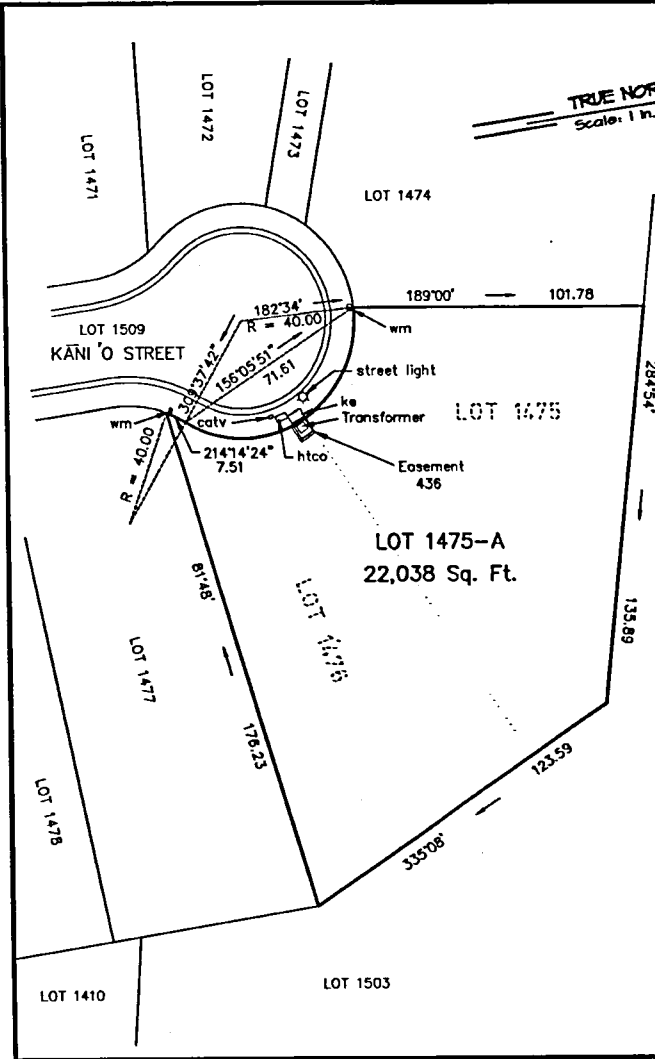 TRUE NOR
Scale: 1 in.
LOT 1472
LOT 1473
LOT 1471
LOT 1474
182°34'
R = 40.00
189°00'
101.78
wm
LOT 1509
KĀNI 'O STREET
309°37'42"
156°05'51"
71.61
street light
ke
Transformer
LOT 1475
284°54'
wm
catv
214°14'24"
7.51
htco
Easement
436
R = 40.00
LOT 1475-A
22,038 Sq. Ft.
81°48'
LOT 1476
135.89
LOT 1477
176.23
123.59
LOT 1478
335°08'
LOT 1410
LOT 1503